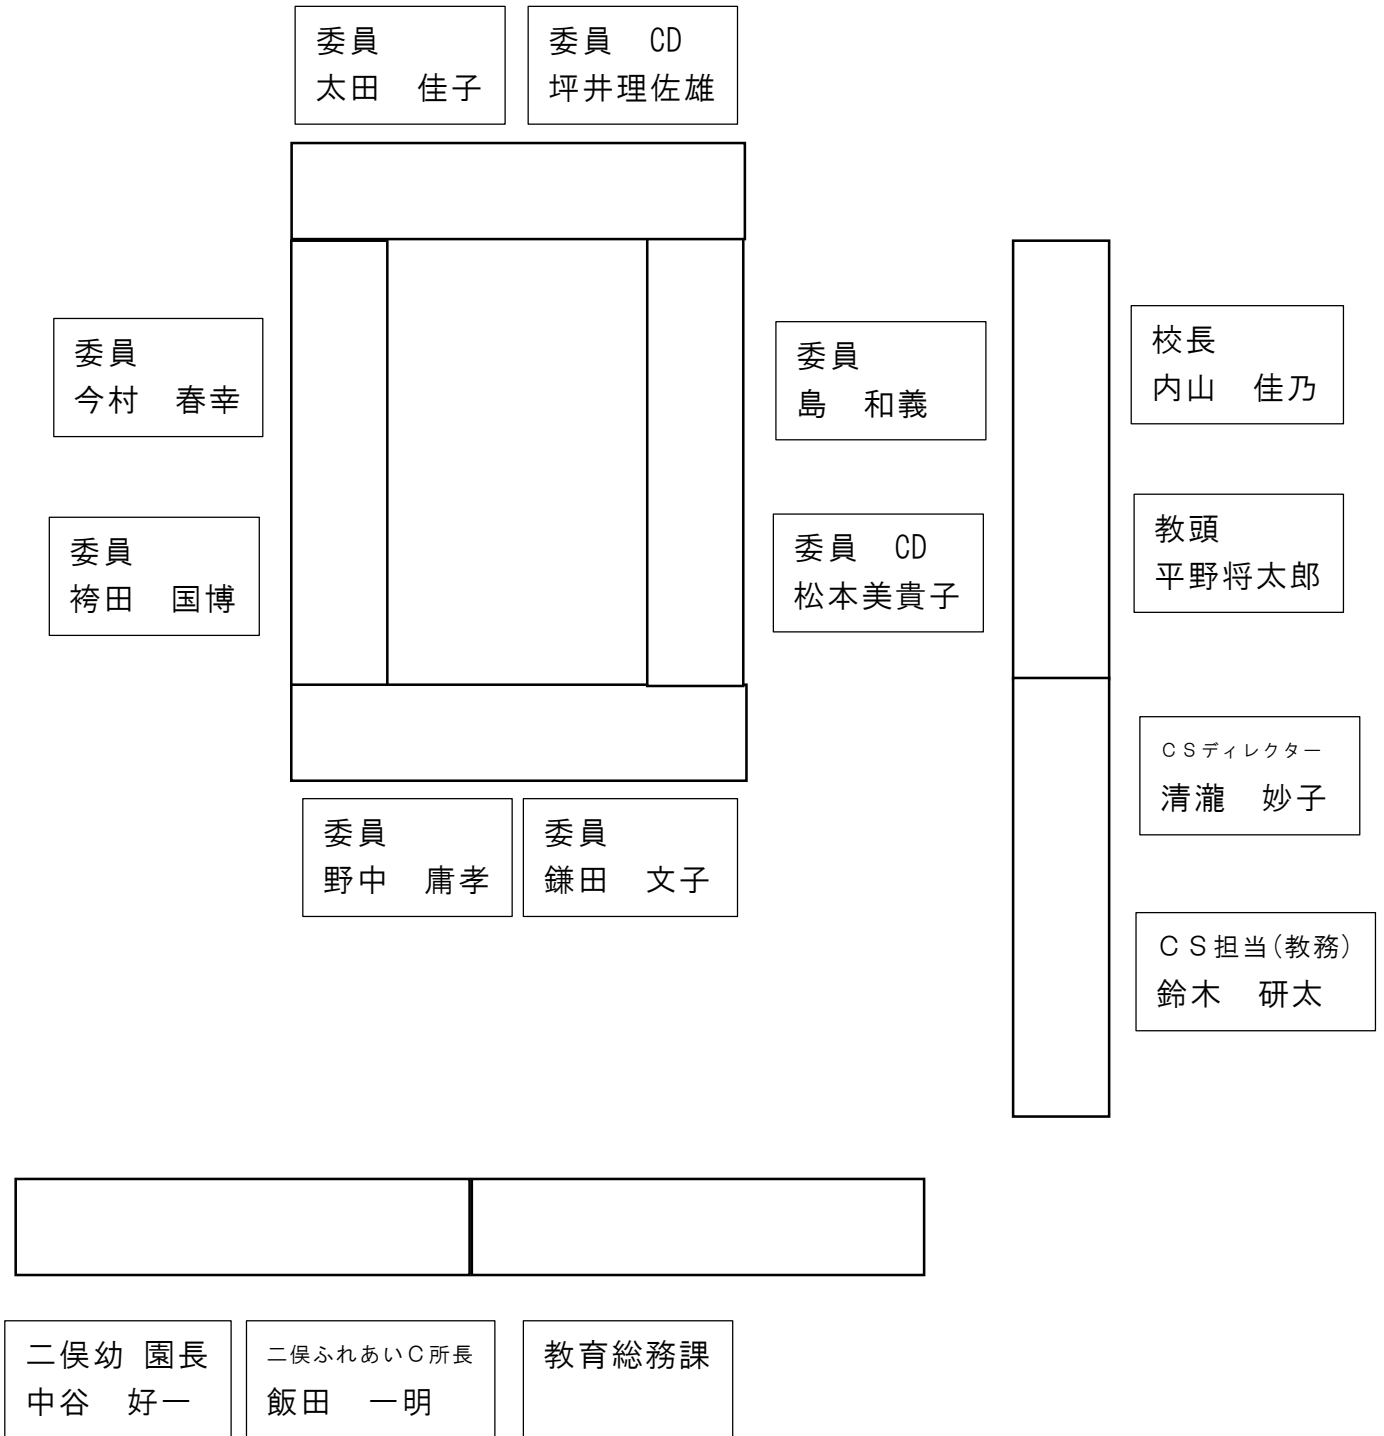 委員
太田　佳子
委員　CD
坪井理佐雄
委員
今村　春幸
委員
島　和義
校長
内山　佳乃
委員
袴田　国博
委員　CD
松本美貴子
教頭
平野将太郎
ＣＳディレクター
清瀧　妙子
委員
野中　庸孝
委員
鎌田　文子
ＣＳ担当（教務）
鈴木　研太
二俣幼 園長
中谷　好一
二俣ふれあいＣ所長
飯田　一明
教育総務課